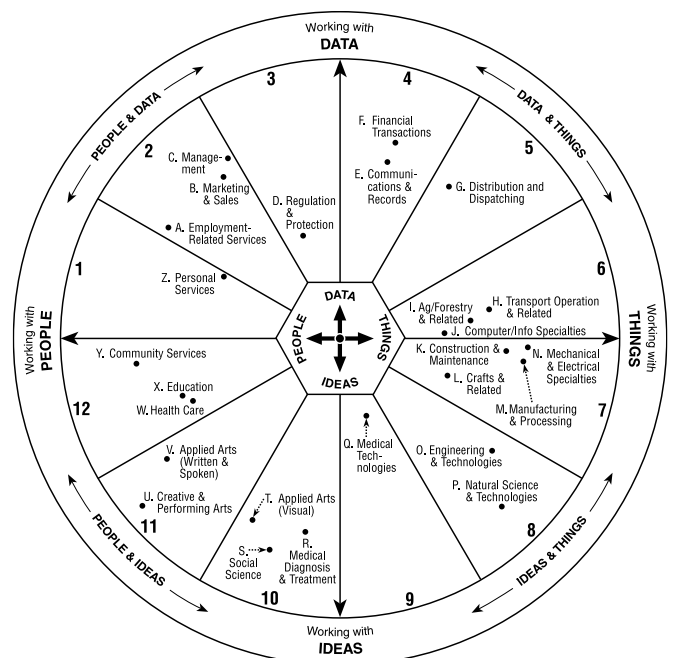 Working with
DATA
3
4
PEOPLE & DATA
DATA & THINGS
2
5
F. Financial
Transactions
C. Manage-
ment
B. Marketing
& Sales
E. Communi-
cations &
Records
D. Regulation
&
Protection
G. Distribution and
Dispatching
A. Employment-
Related Services
1
6
Z. Personal
Services
DATA
H. Transport Operation
& Related
I. Ag/Forestry
& Related
J. Computer/Info Specialties
Working with
PEOPLE
PEOPLE
THINGS
IDEAS
Working with
THINGS
Y. Community Services
K. Construction &
Maintenance
N. Mechanical
& Electrical
Specialties
X. Education
W. Health Care
L. Crafts &
Related
M. Manufacturing
& Processing
12
7
V. Applied Arts
(Written &
Spoken)
Q. Medical
Tech-
nologies
O. Engineering
& Technologies
U. Creative &
Performing Arts
T. Applied Arts
(Visual)
P. Natural Science
& Technologies
11
8
S.
Social
Science
R.
Medical
Diagnosis
& Treatment
PEOPLE & IDEAS
IDEAS & THINGS
10
9
Working with
IDEAS